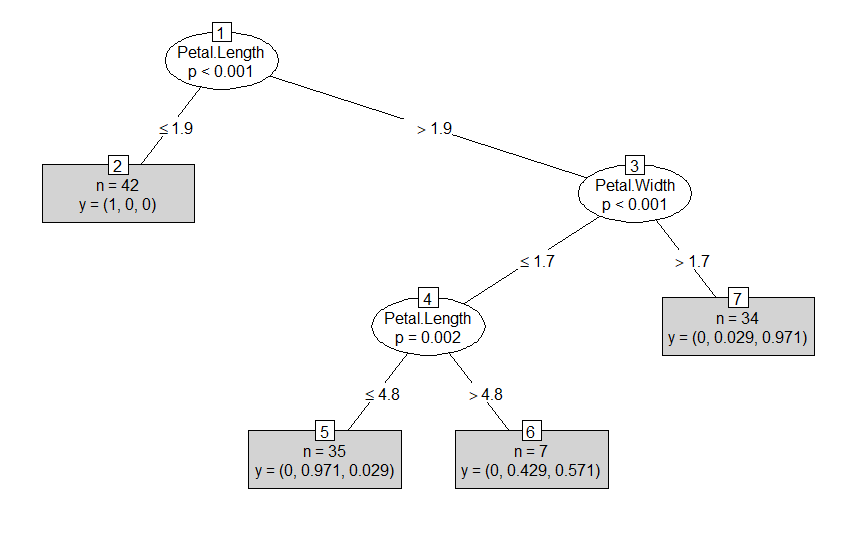 1
Petal.Length
p < 0.001
≤ 1.9
> 1.9
2
n = 42
y = (1, 0, 0)
3
Petal.Width
p < 0.001
≤ 1.7
> 1.7
4
Petal.Length
p = 0.002
7
n = 34
y = (0, 0.029, 0.971)
≤ 4.8
> 4.8
5
n = 35
y = (0, 0.971, 0.029)
6
n = 7
y = (0, 0.429, 0.571)